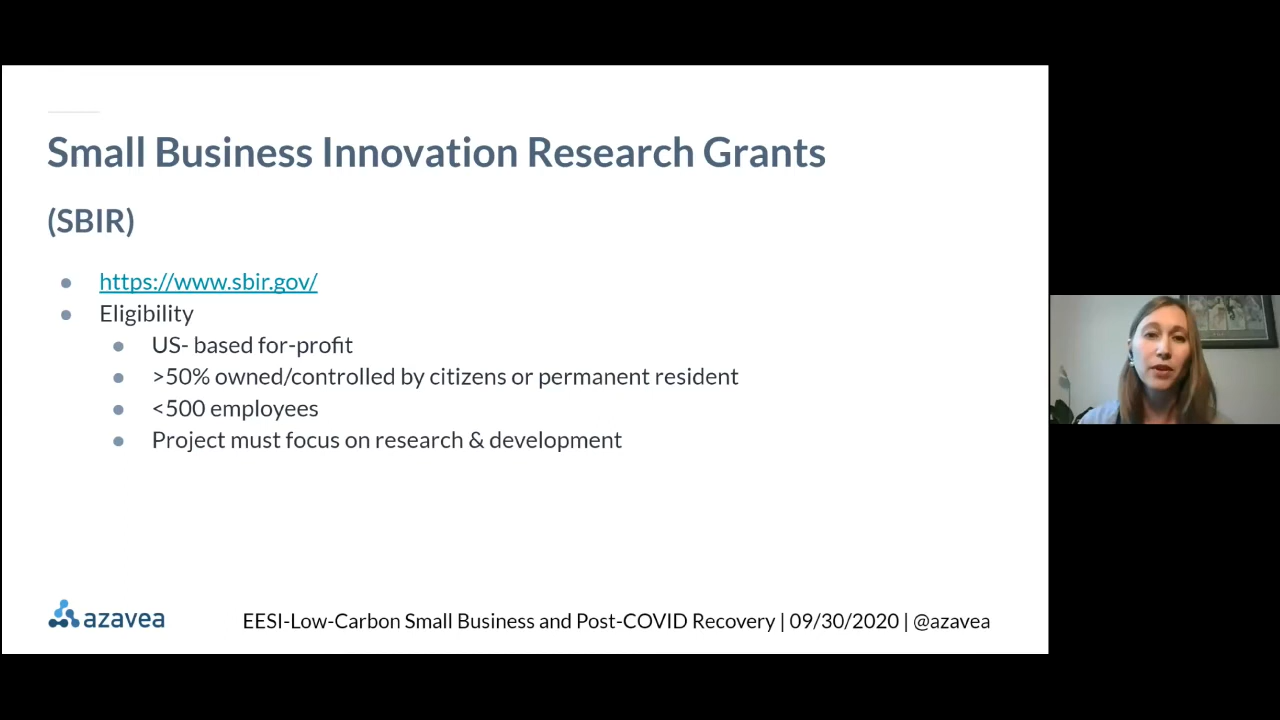 Small Business Innovation Research Grants
(SBIR)
https://www.sbir.gov/
Eligibility
US- based for-profit
>50% owned/controlled by citizens or permanent resident
<500 employees
Project must focus on research & development
azavea
EESI-Low-Carbon Small Business and Post-COVID Recovery | 09/30/2020 | @azavea